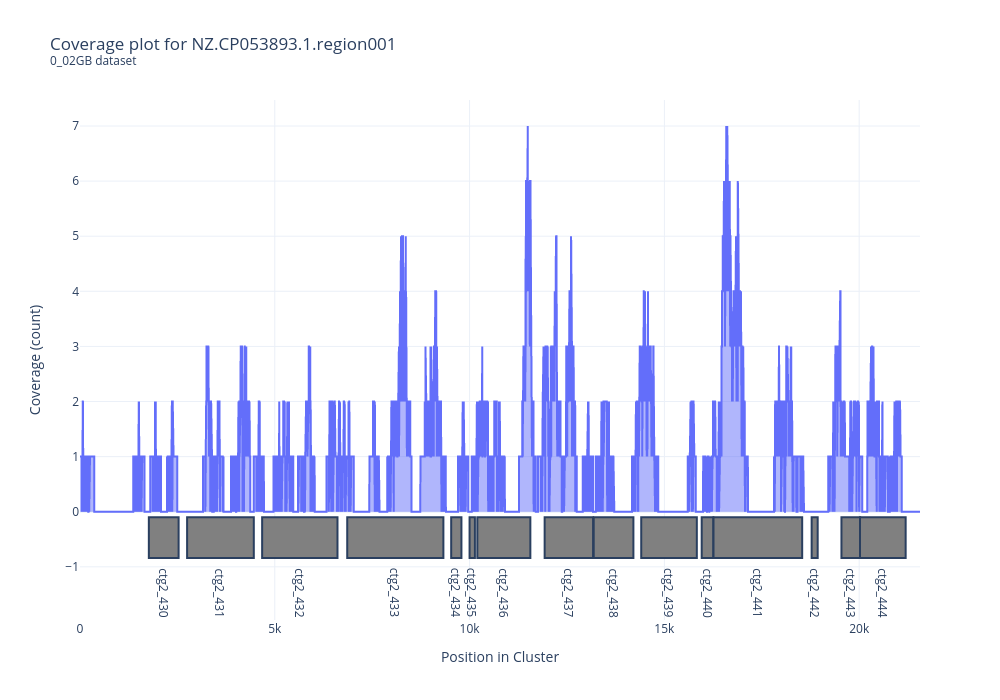 Coverage plot for NZ.CP053893.1.region001
0_02GB dataset
7
6
5
4
3
2
1
0
−1
Coverage (count)
ctg2_430
ctg2_431
ctg2_432
ctg2_433
ctg2_434
ctg2_435
ctg2_436
ctg2_437
ctg2_438
ctg2_439
ctg2_440
ctg2_441
ctg2_442
ctg2_443
ctg2_444
0 5k 10k 15k 20k
Position in Cluster